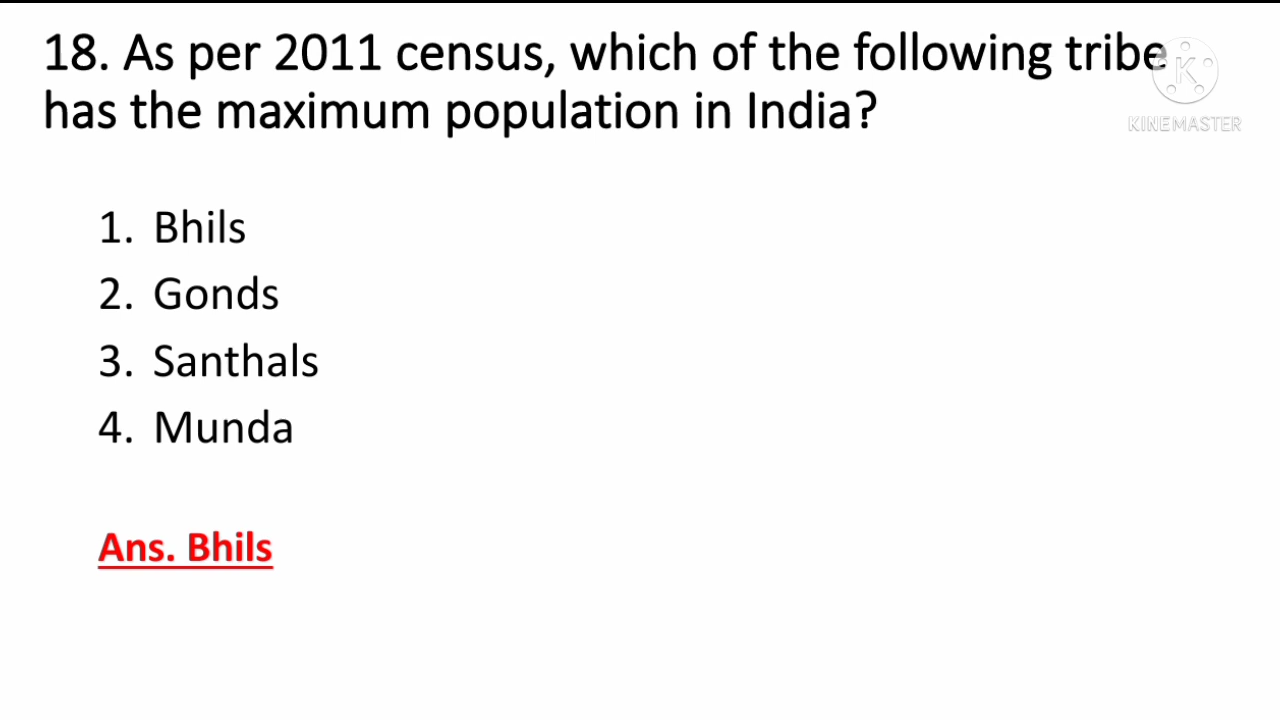 18. As per 2011 census, which of the following tribe
has the maximum population in India?
KINEMASTER
1. Bhils
2. Gonds
3. Santhals
4. Munda
Ans. Bhils